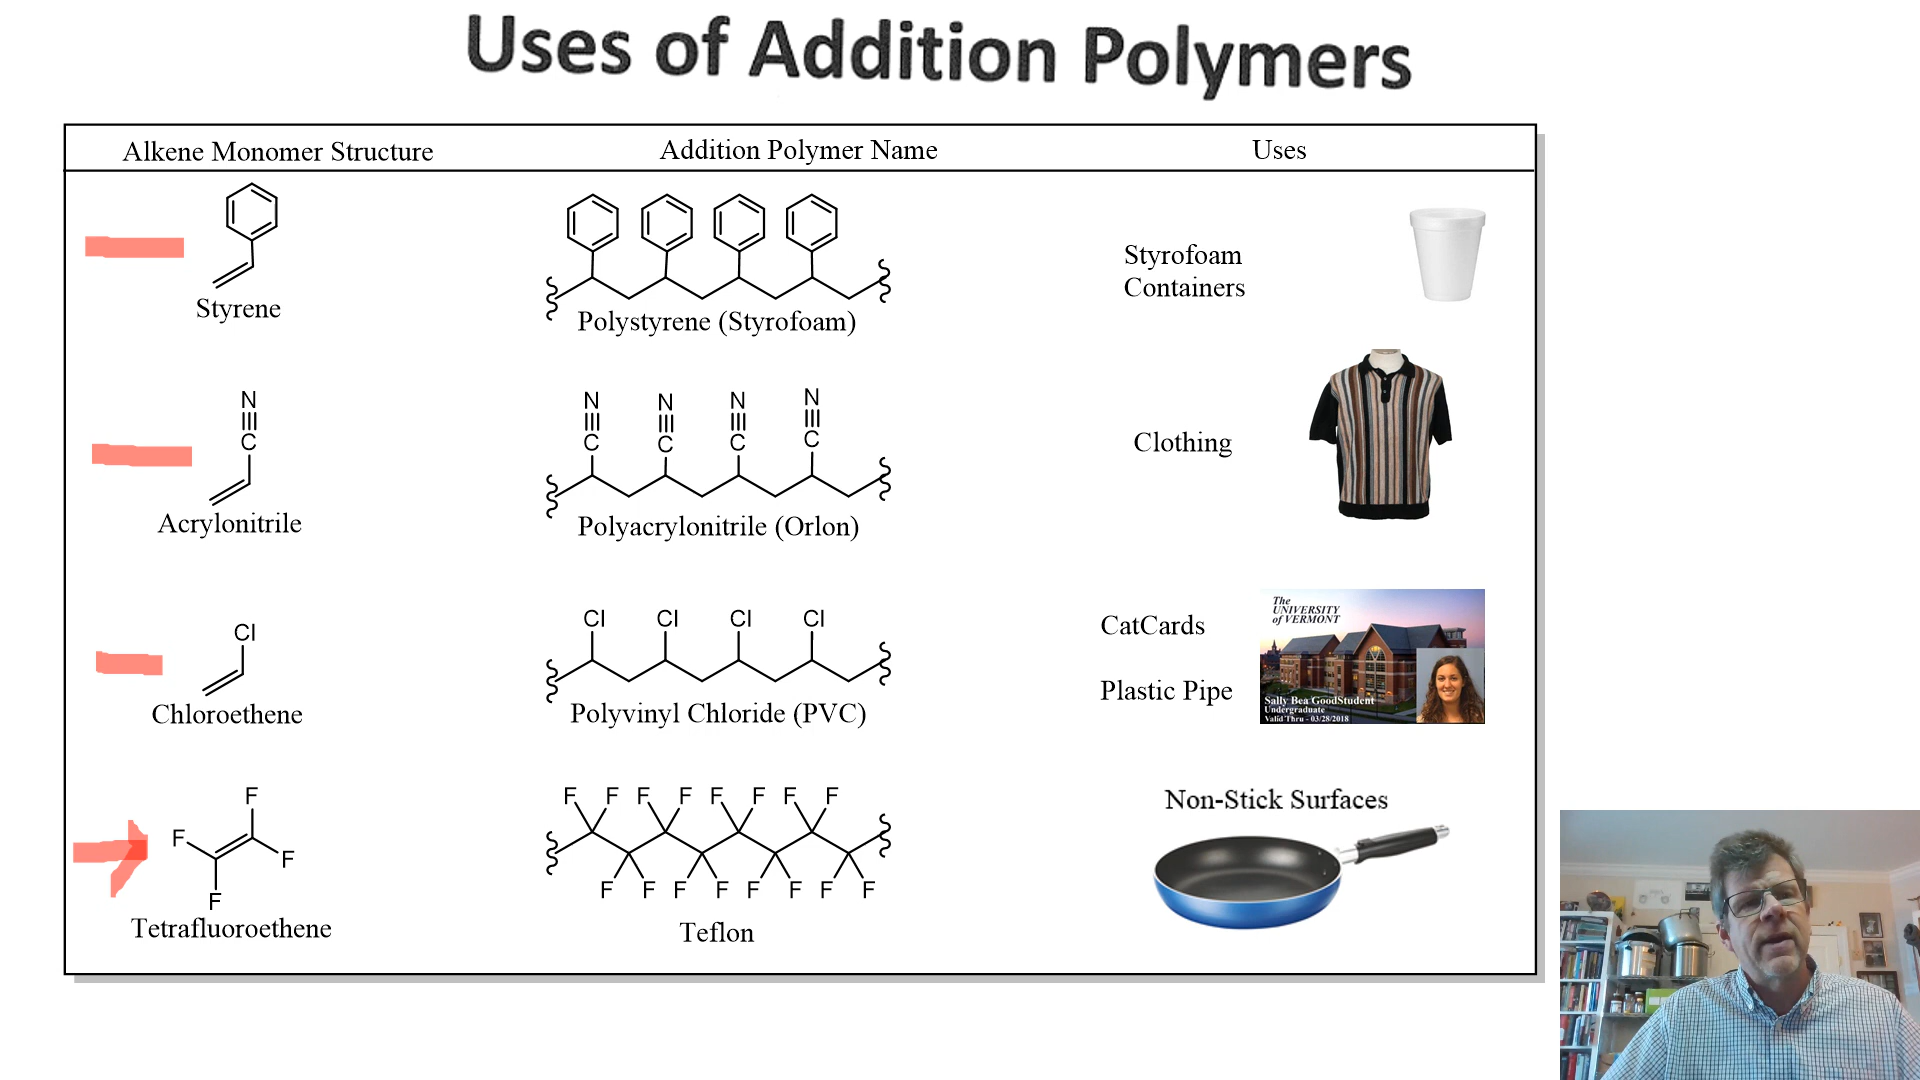 Uses of Addition Polymers
Alkene Monomer Structure
Addition Polymer Name
Uses
Styrene
Polystyrene (Styrofoam)
Styrofoam
Containers
N
C
Acrylonitrile
N N N N
C C C C
Polyacrylonitrile (Orlon)
Clothing
Cl
Chloroethene
Cl Cl Cl Cl
Polyvinyl Chloride (PVC)
CatCards
Plastic Pipe
The
UNIVERSITY
of VERMONT
Sally Bea GoodStudent
Undergraduate
Valid Thru - 03/28/2018
F
F
F
F
Tetrafluoroethene
F F F F F F F F
F F F F F F F F
Teflon
Non-Stick Surfaces